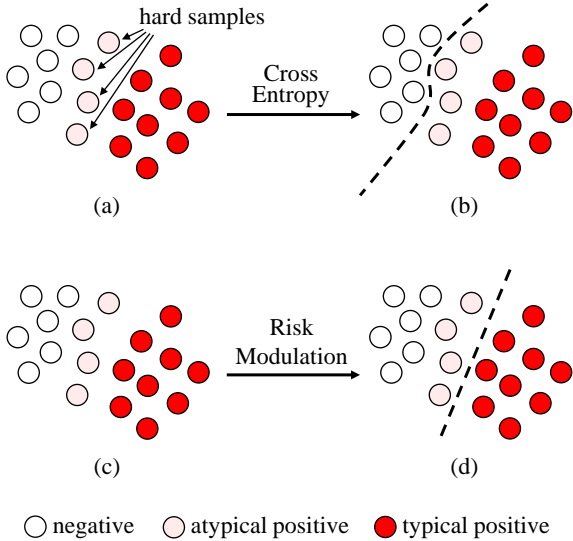 hard samples
Cross
Entropy
(a)
(b)
Risk
Modulation
(c)
(d)
negative
atypical positive
typical positive